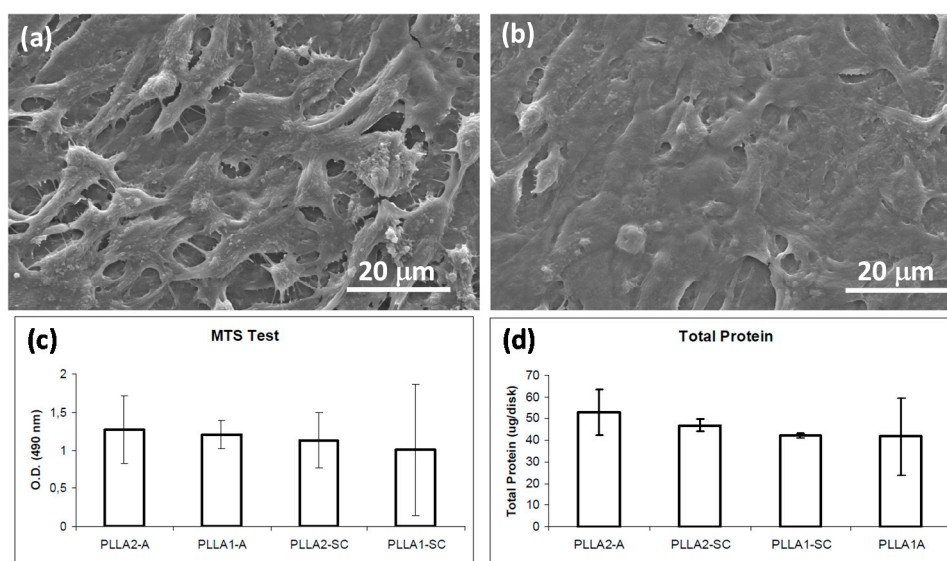 (a)
20 μm
(b)
20 μm
(c)
MTS Test
O.D. (490 nm)
2
1,5
1
0,5
0
PLLA2-A
PLLA1-A
PLLA2-SC
PLLA1-SC
(d)
Total Protein
Total Protein (ug/disk)
70
60
50
40
30
20
10
0
PLLA2-A
PLLA2-SC
PLLA1-SC
PLLA1A